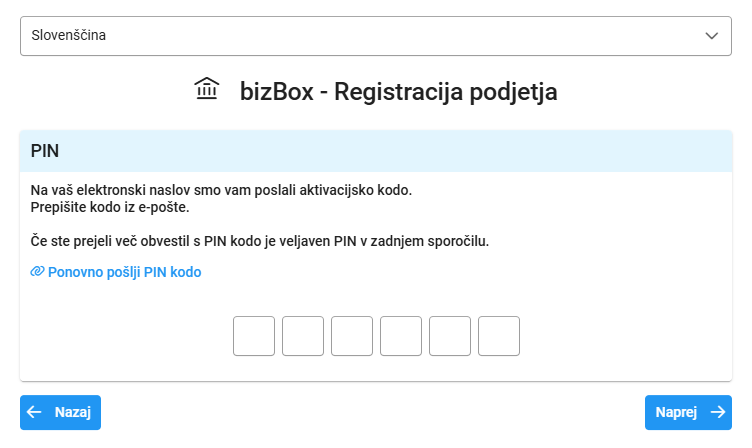 Slovenščina
bizBox - Registracija podjetja
PIN
Na vaš elektronski naslov smo vam poslali aktivacijsko kodo.
Prepišite kodo iz e-pošte.
Če ste prejeli več obvestil s PIN kodo je veljaven PIN v zadnjem sporočilu.
Ponovno pošlji PIN kodo
Nazaj
Naprej